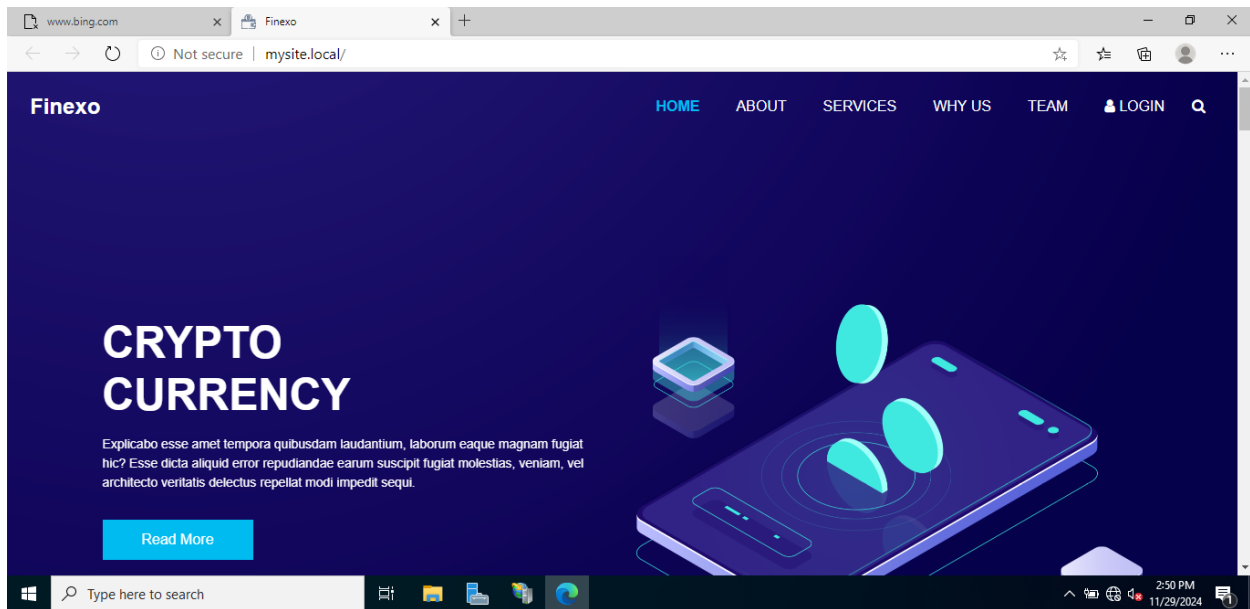 www.bing.com
Finexo
Not secure
mysite.local/
Finexo
HOME
ABOUT
SERVICES
WHY US
TEAM
LOGIN
CRYPTO
CURRENCY
Explicabo esse amet tempora quibusdam laudantium, laborum eaque magnam fugiat
hic? Esse dicta aliquid error repudiandae earum suscipit fugiat molestias, veniam, vel
architecto veritatis delectus repellat modi impedit sequi.
Read More
Type here to search
2:50 PM
11/29/2024
1